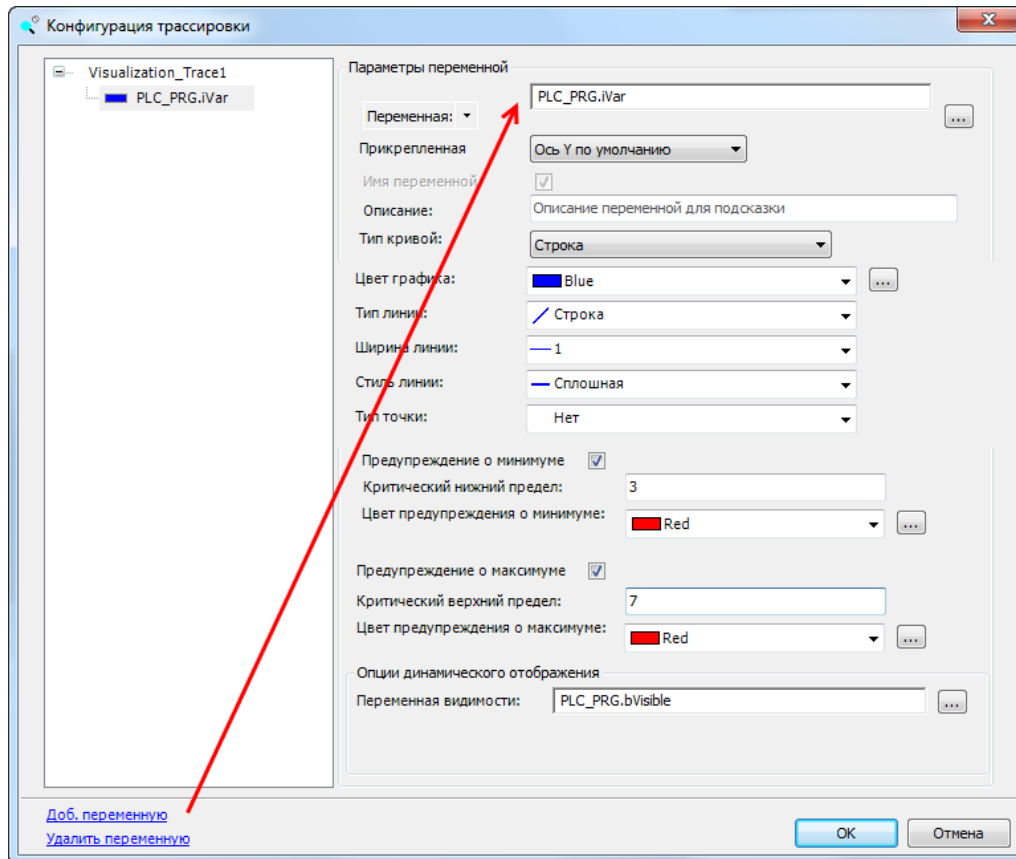 Конфигурация трассировки
Visualization_Trace1
PLC_PRG.iVar
Параметры переменной
Переменная:
PLC_PRG.iVar
...
Прикрепленная
Ось Y по умолчанию
Имя переменной
Описание:
Описание переменной для подсказки
Тип кривой:
Строка
Цвет графика:
Blue
...
Тип линии:
Строка
Ширина линии:
1
Стиль линии:
Сплошная
Тип точки:
Нет
Предупреждение о минимуме
Критический нижний предел:
3
Цвет предупреждения о минимуме:
Red
...
Предупреждение о максимуме
Критический верхний предел:
7
Цвет предупреждения о максимуме:
Red
...
Опции динамического отображения
Переменная видимости:
PLC_PRG.bVisible
...
Доб. переменную
Удалить переменную
OK
Отмена